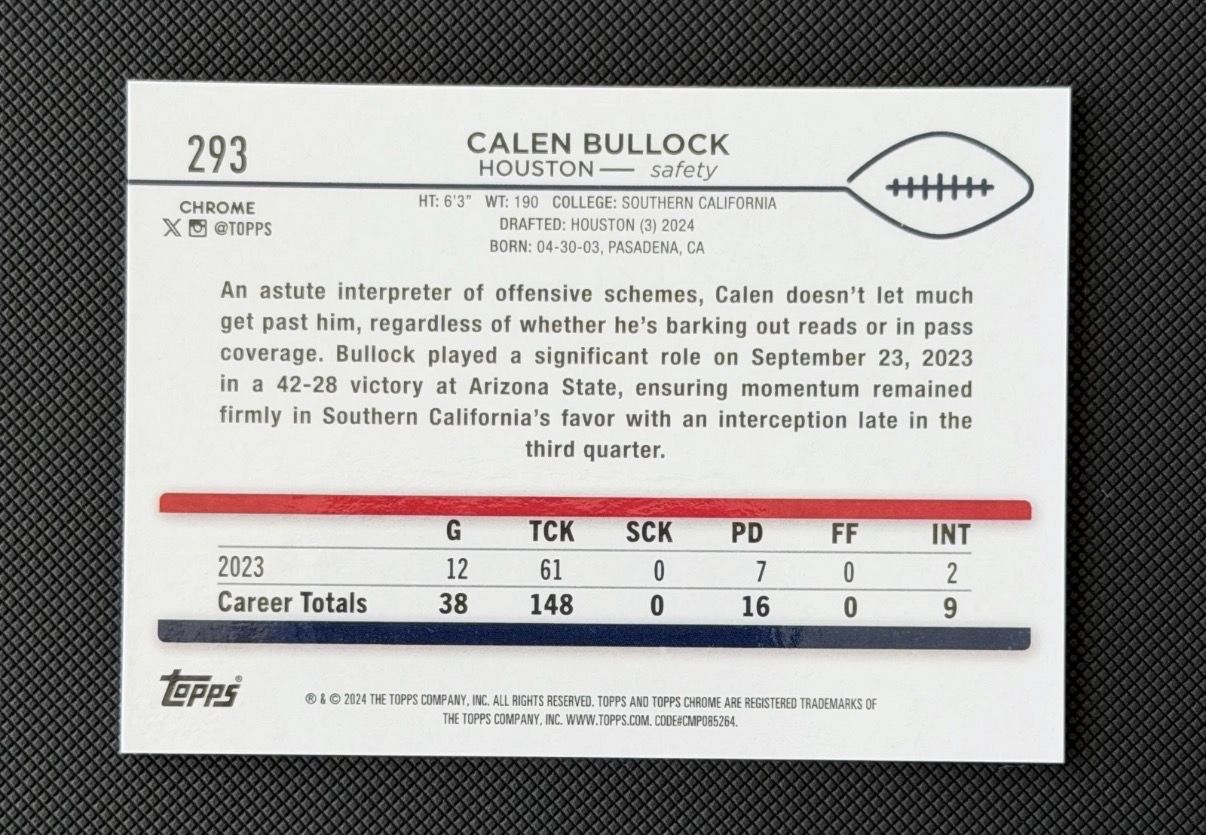 293
CALEN BULLOCK
HOUSTON — safety
CHROME
@TOPPS
HT: 6'3" WT: 190 COLLEGE: SOUTHERN CALIFORNIA
DRAFTED: HOUSTON (3) 2024
BORN: 04-30-03, PASADENA, CA
An astute interpreter of offensive schemes, Calen doesn't let much
get past him, regardless of whether he's barking out reads or in pass
coverage. Bullock played a significant role on September 23, 2023
in a 42-28 victory at Arizona State, ensuring momentum remained
firmly in Southern California's favor with an interception late in the
third quarter.
G TCK SCK PD FF INT
2023 12 61 0 7 0 2
Career Totals 38 148 0 16 0 9
Topps®
® & © 2024 THE TOPPS COMPANY, INC. ALL RIGHTS RESERVED. TOPPS AND TOPPS CHROME ARE REGISTERED TRADEMARKS OF
THE TOPPS COMPANY, INC. WWW.TOPPS.COM. CODE#CMP085264.